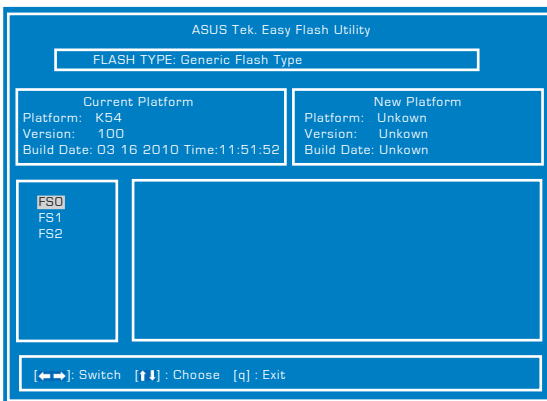 ASUS Tek. Easy Flash Utility
FLASH TYPE: Generic Flash Type
Current Platform
Platform: K54
Version: 100
Build Date: 03 16 2010 Time:11:51:52
New Platform
Platform: Unkown
Version: Unkown
Build Date: Unkown
FS0
FS1
FS2
[←→]: Switch [↑↓] : Choose [q] : Exit